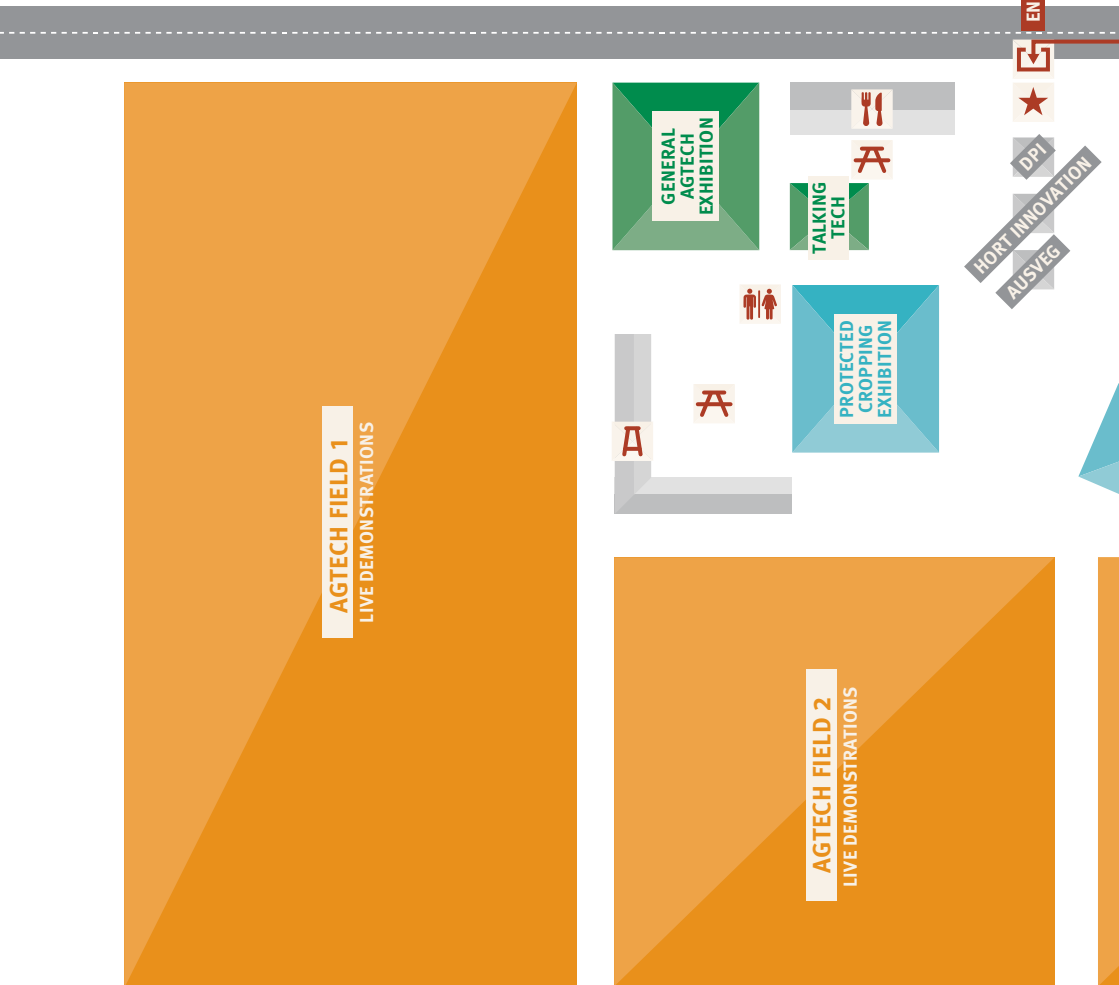 EN
GENERAL
AGTECH
EXHIBITION
TALKING
TECH
DPI
HORT INNOVATION
AUSVEG
PROTECTED
CROPPING
EXHIBITION
AGTECH FIELD 1
LIVE DEMONSTRATIONS
AGTECH FIELD 2
LIVE DEMONSTRATIONS